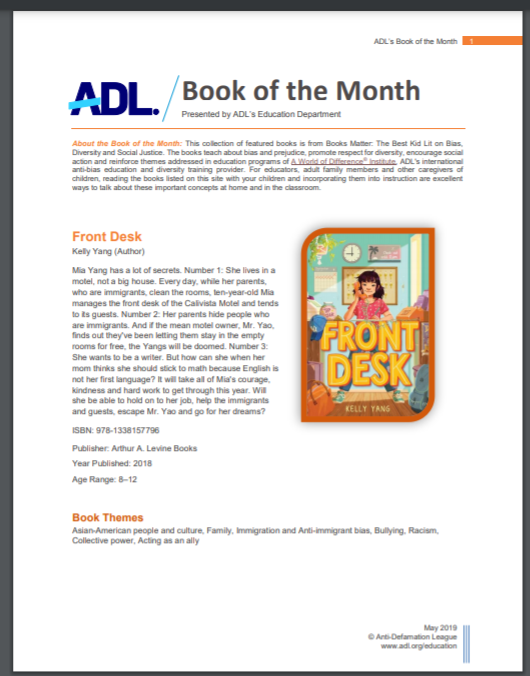 ADL's Book of the Month 1
ADL.
Book of the Month
Presented by ADL's Education Department
About the Book of the Month: This collection of featured books is from Books Matter: The Best Kid Lit on Bias,
Diversity and Social Justice. The books teach about bias and prejudice, promote respect for diversity, encourage social
action and reinforce themes addressed in education programs of A World of Difference® Institute, ADL's international
anti-bias education and diversity training provider. For educators, adult family members and other caregivers of
children, reading the books listed on this site with your children and incorporating them into instruction are excellent
ways to talk about these important concepts at home and in the classroom.
Front Desk
Kelly Yang (Author)
Mia Yang has a lot of secrets. Number 1: She lives in a
motel, not a big house. Every day, while her parents,
who are immigrants, clean the rooms, ten-year-old Mia
manages the front desk of the Calivista Motel and tends
to its guests. Number 2: Her parents hide people who
are immigrants. And if the mean motel owner, Mr. Yao,
finds out they've been letting them stay in the empty
rooms for free, the Yangs will be doomed. Number 3:
She wants to be a writer. But how can she when her
mom thinks she should stick to math because English is
not her first language? It will take all of Mia's courage,
kindness and hard work to get through this year. Will
she be able to hold on to her job, help the immigrants
and guests, escape Mr. Yao and go for her dreams?
ISBN: 978-1338157796
Publisher: Arthur A. Levine Books
Year Published: 2018
Age Range: 8–12
FRONT
DESK
KELLY YANG
Book Themes
Asian-American people and culture, Family, Immigration and Anti-immigrant bias, Bullying, Racism,
Collective power, Acting as an ally
May 2019
© Anti-Defamation League
www.adl.org/education